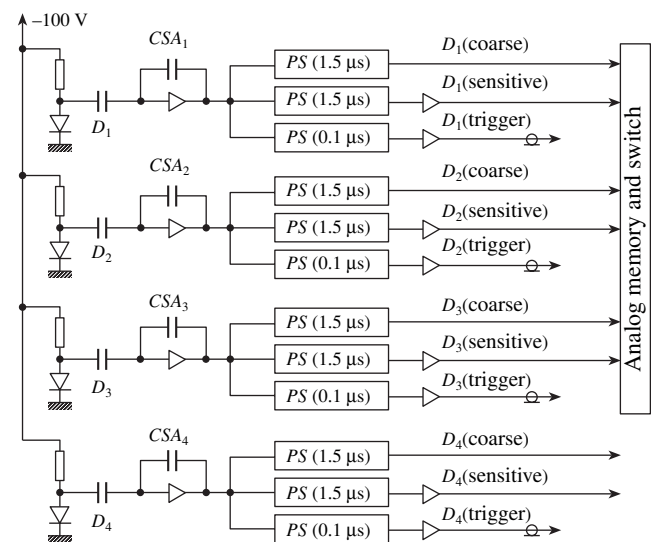 –100 V
CSA1
PS (1.5 μs)
D1(coarse)
PS (1.5 μs)
D1(sensitive)
D1
PS (0.1 μs)
D1(trigger)
CSA2
PS (1.5 μs)
D2(coarse)
PS (1.5 μs)
D2(sensitive)
D2
PS (0.1 μs)
D2(trigger)
CSA3
PS (1.5 μs)
D3(coarse)
PS (1.5 μs)
D3(sensitive)
D3
PS (0.1 μs)
D3(trigger)
CSA4
PS (1.5 μs)
D4(coarse)
PS (1.5 μs)
D4(sensitive)
D4
PS (0.1 μs)
D4(trigger)
Analog memory and switch